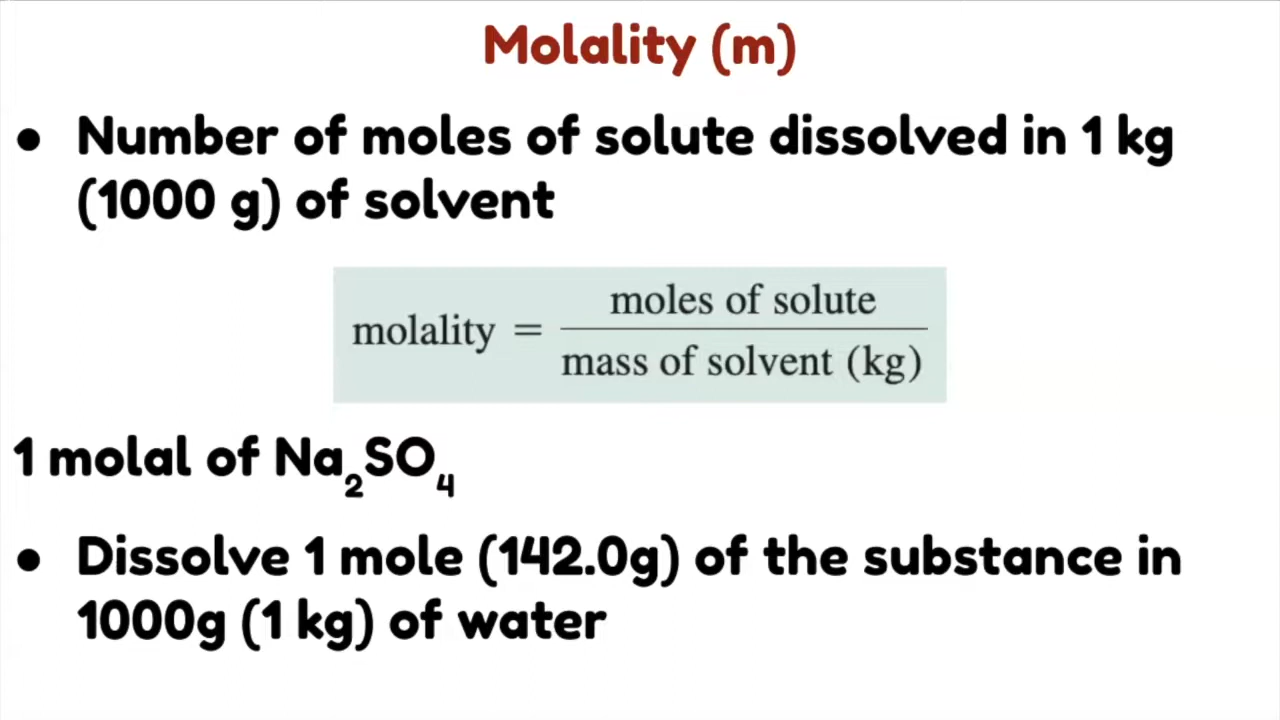 Molality (m)
● Number of moles of solute dissolved in 1 kg
(1000 g) of solvent
molality = moles of solute / mass of solvent (kg)
1 molal of Na₂SO₄
● Dissolve 1 mole (142.0g) of the substance in
1000g (1 kg) of water